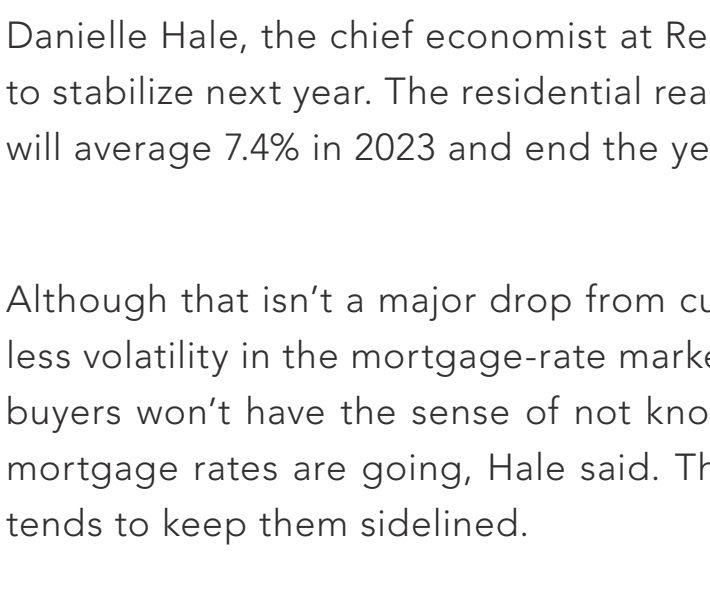 Danielle Hale, the chief economist at Re
to stabilize next year. The residential rea
will average 7.4% in 2023 and end the ye
Although that isn’t a major drop from cu
less volatility in the mortgage-rate marke
buyers won’t have the sense of not kno
mortgage rates are going, Hale said. Th
tends to keep them sidelined.